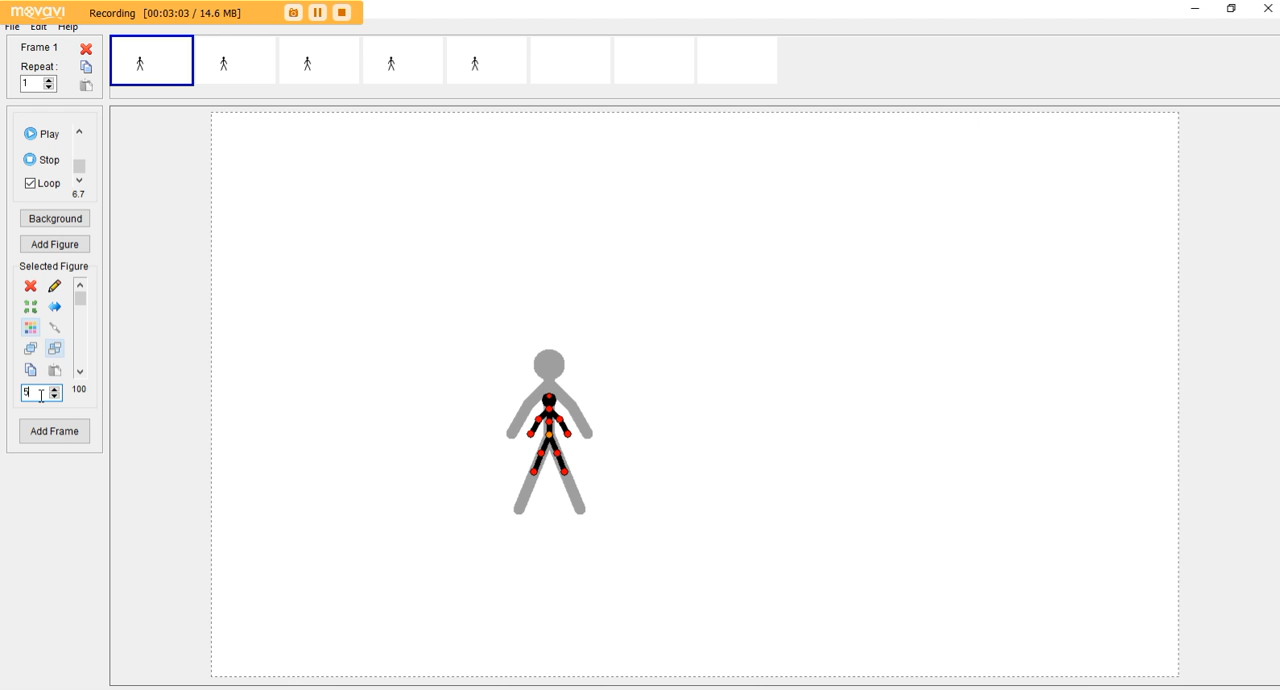 movavi Recording [00:03:03 / 14.6 MB]
File Edit Help
Frame 1
Repeat :
1
Play
Stop
Loop
6.7
Background
Add Figure
Selected Figure
5
100
Add Frame